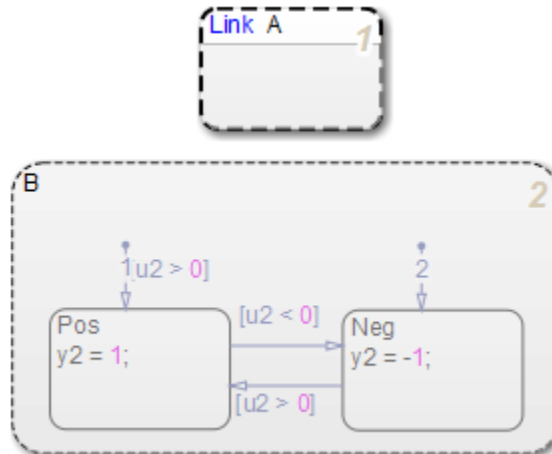 Link A
1
B
2
1[u2 > 0]
2
Pos
y2 = 1;
[u2 < 0]
Neg
y2 = -1;
[u2 > 0]